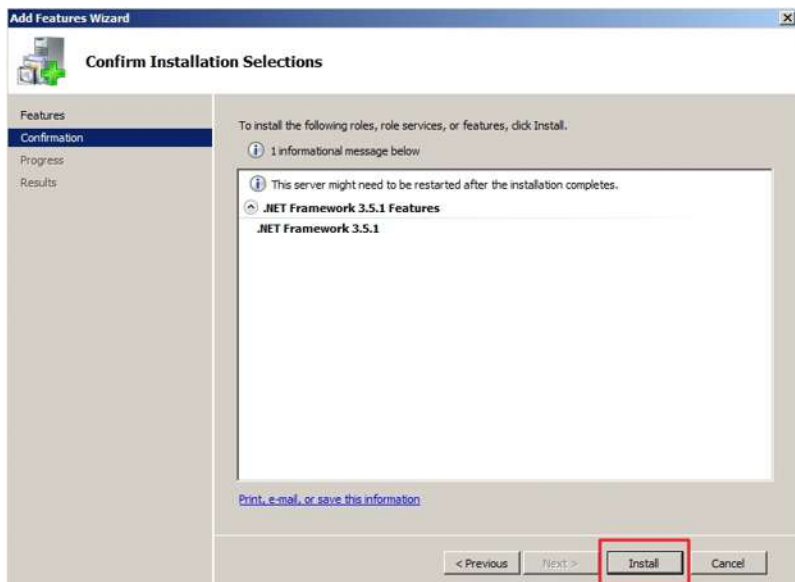 Add Features Wizard
Confirm Installation Selections
Features
Confirmation
Progress
Results
To install the following roles, role services, or features, click Install.
1 informational message below
This server might need to be restarted after the installation completes.
.NET Framework 3.5.1 Features
.NET Framework 3.5.1
Print, e-mail, or save this information
< Previous
Next >
Install
Cancel